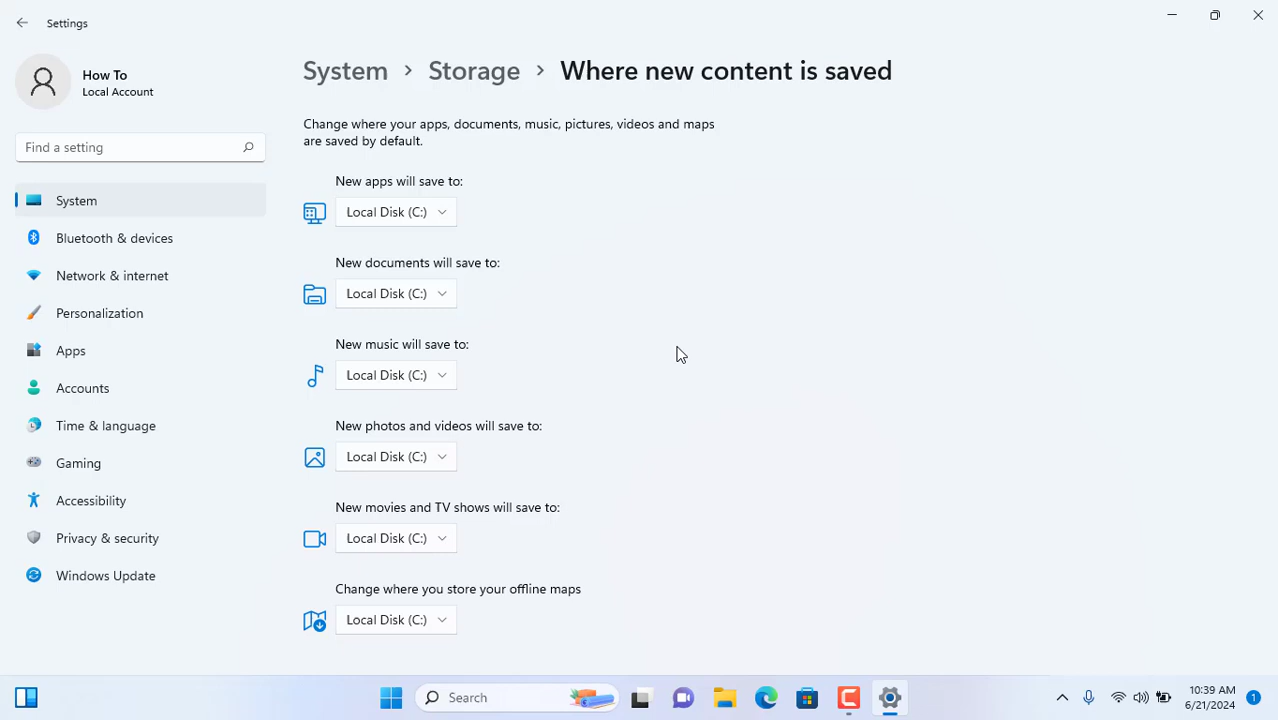 Settings
How To
Local Account
Find a setting
System
Bluetooth & devices
Network & internet
Personalization
Apps
Accounts
Time & language
Gaming
Accessibility
Privacy & security
Windows Update
System > Storage > Where new content is saved
Change where your apps, documents, music, pictures, videos and maps
are saved by default.
New apps will save to:
Local Disk (C:)
New documents will save to:
Local Disk (C:)
New music will save to:
Local Disk (C:)
New photos and videos will save to:
Local Disk (C:)
New movies and TV shows will save to:
Local Disk (C:)
Change where you store your offline maps
Local Disk (C:)
Search
10:39 AM
6/21/2024
1